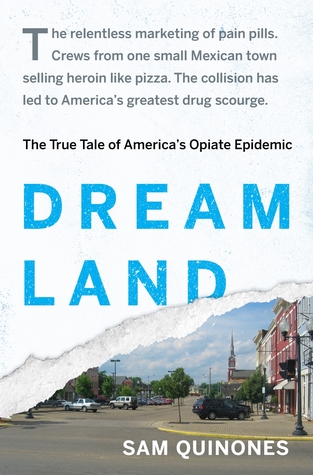 The relentless marketing of pain pills.
Crews from one small Mexican town
selling heroin like pizza. The collision has
led to America's greatest drug scourge.
The True Tale of America's Opiate Epidemic
DREAM
LAND
SAM QUINONES